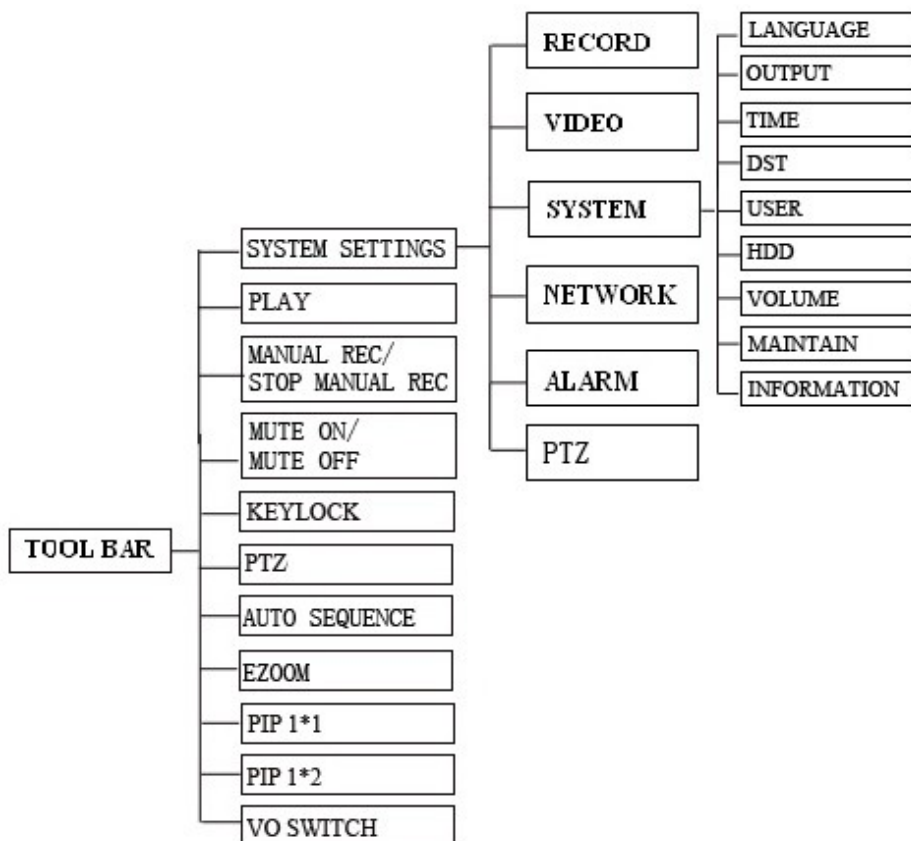 TOOL BAR
SYSTEM SETTINGS
PLAY
MANUAL REC/
STOP MANUAL REC
MUTE ON/
MUTE OFF
KEYLOCK
PTZ
AUTO SEQUENCE
EZOOM
PIP 1*1
PIP 1*2
VO SWITCH
RECORD
VIDEO
SYSTEM
NETWORK
ALARM
PTZ
LANGUAGE
OUTPUT
TIME
DST
USER
HDD
VOLUME
MAINTAIN
INFORMATION